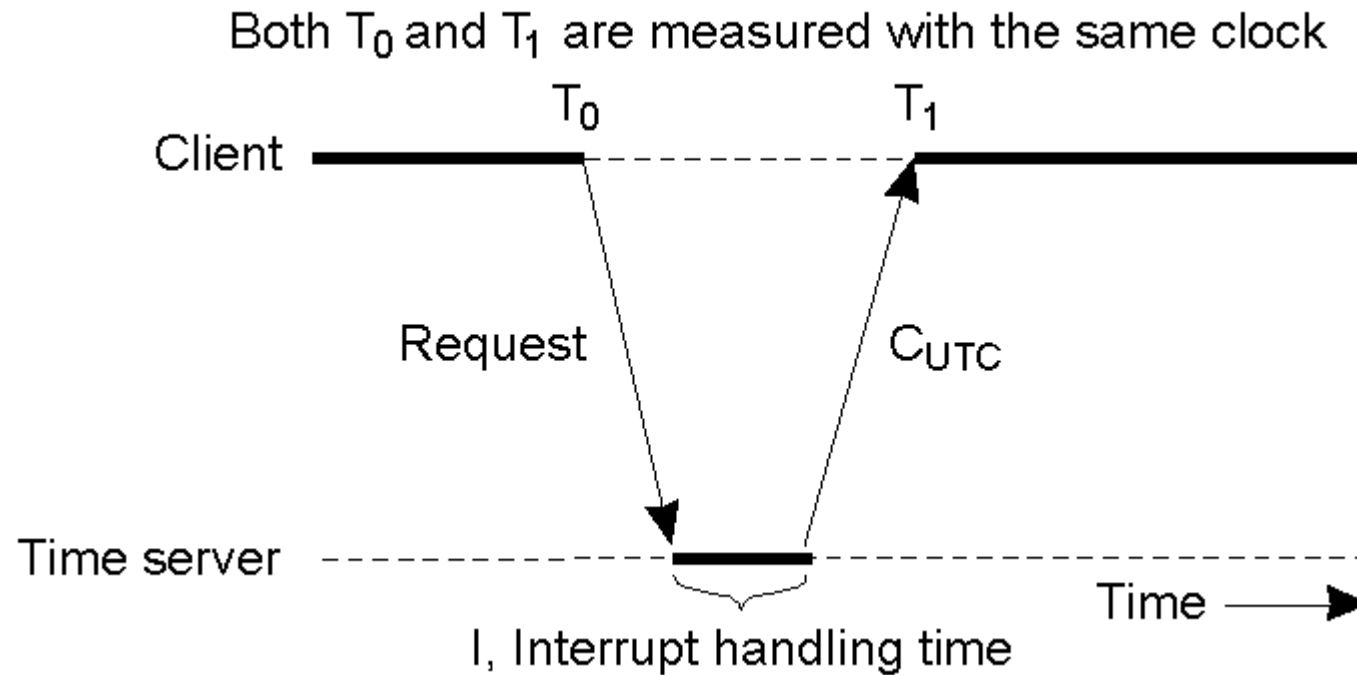 Both T₀ and T₁ are measured with the same clock
T₀
T₁
Client
Request
C_UTC
Time server
Time
I, Interrupt handling time